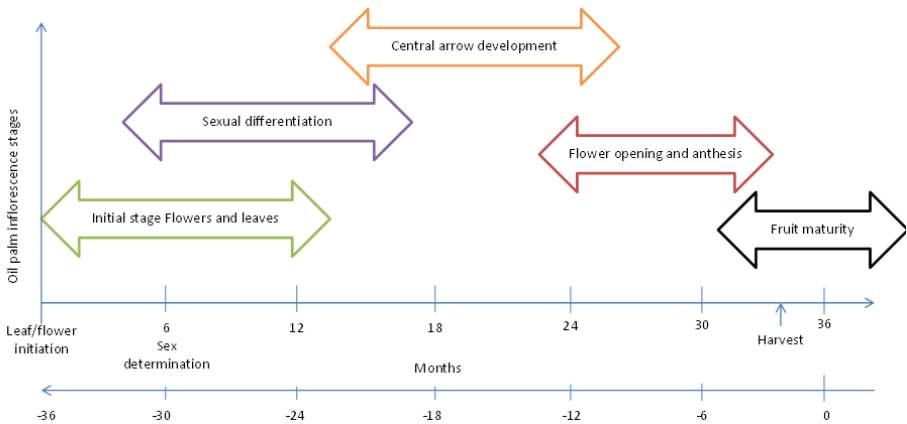 Oil palm inflorescence stages
Central arrow development
Sexual differentiation
Flower opening and anthesis
Initial stage Flowers and leaves
Fruit maturity
Leaf/flower
initiation
6
12
18
24
30
36
Sex
determination
Harvest
Months
-36
-30
-24
-18
-12
-6
0